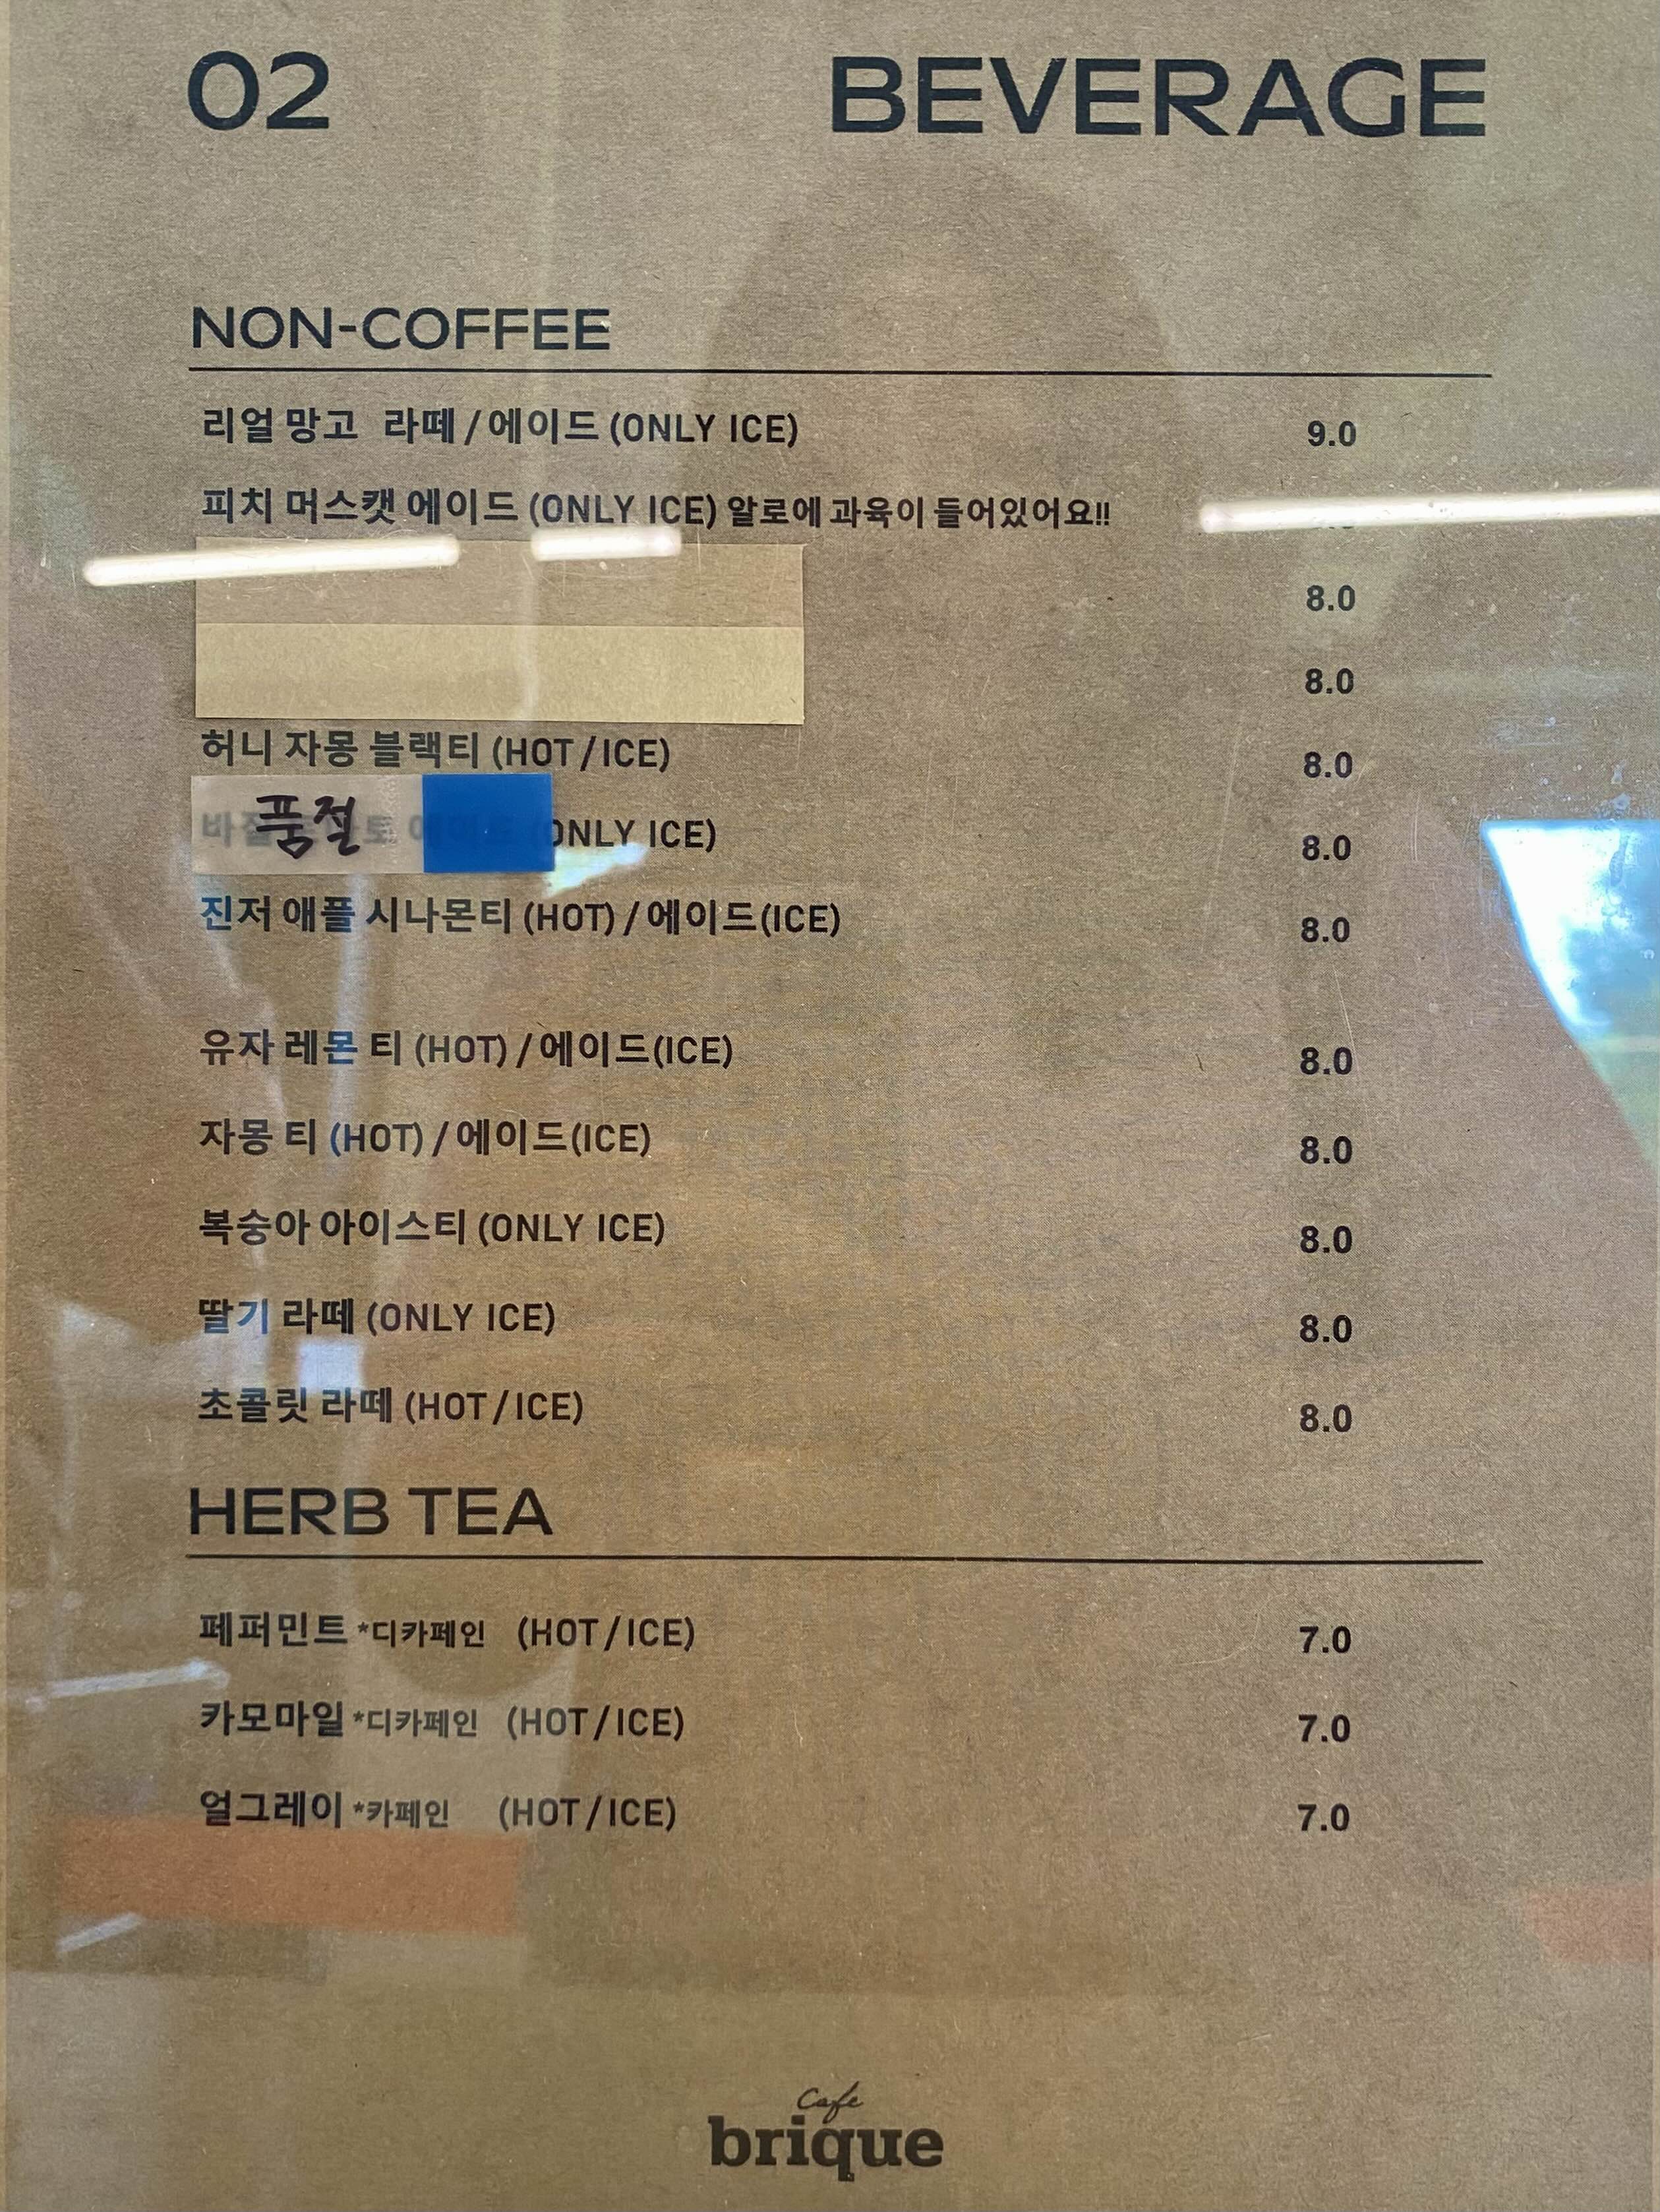 02 BEVERAGE
NON-COFFEE
리얼 망고 라떼 / 에이드 (ONLY ICE) 9.0
피치 머스캣 에이드 (ONLY ICE) 알로에 과육이 들어있어요!!
8.0
8.0
허니 자몽 블랙티 (HOT / ICE) 8.0
품절 (ONLY ICE) 8.0
진저 애플 시나몬티 (HOT) / 에이드(ICE) 8.0
유자 레몬 티 (HOT) / 에이드(ICE) 8.0
자몽 티 (HOT) / 에이드(ICE) 8.0
복숭아 아이스티 (ONLY ICE) 8.0
딸기 라떼 (ONLY ICE) 8.0
초콜릿 라떼 (HOT / ICE) 8.0
HERB TEA
페퍼민트 *디카페인 (HOT / ICE) 7.0
카모마일 *디카페인 (HOT / ICE) 7.0
얼그레이 *카페인 (HOT / ICE) 7.0
Cafe
brique